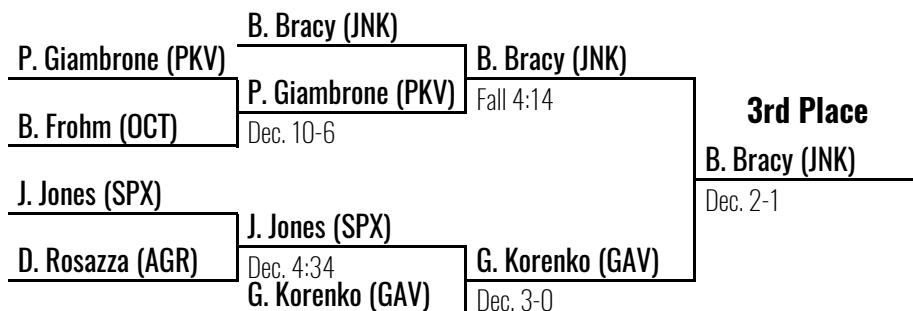 B. Bracy (JNK)
P. Giambrone (PKV)
B. Bracy (JNK)
P. Giambrone (PKV)
Fall 4:14
3rd Place
B. Frohm (OCT)
Dec. 10-6
B. Bracy (JNK)
J. Jones (SPX)
Dec. 2-1
J. Jones (SPX)
D. Rosazza (AGR)
Dec. 4:34
G. Korenko (GAV)
G. Korenko (GAV)
Dec. 3-0